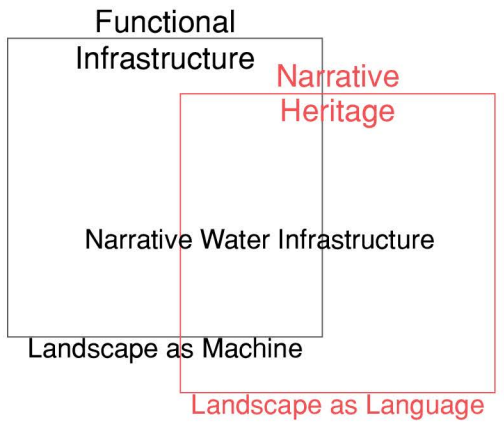 Functional
Infrastructure
Narrative
Heritage
Narrative Water Infrastructure
Landscape as Machine
Landscape as Language